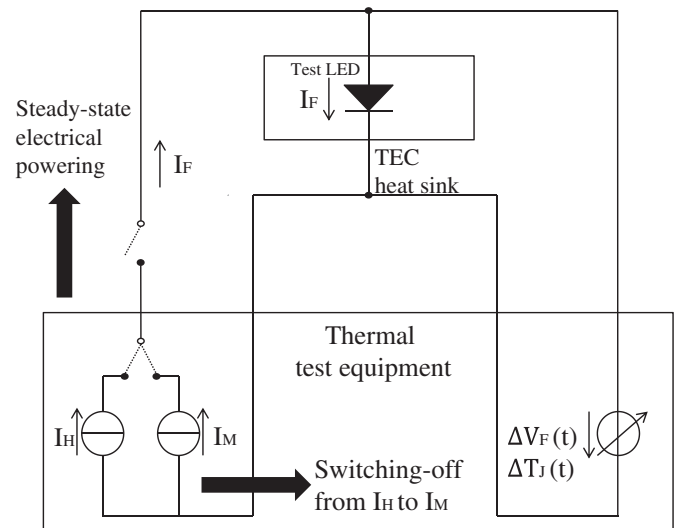 Test LED
IF
Steady-state
electrical
powering
IF
TEC
heat sink
Thermal
test equipment
IH
IM
ΔVF(t)
ΔTJ(t)
Switching-off
from IH to IM